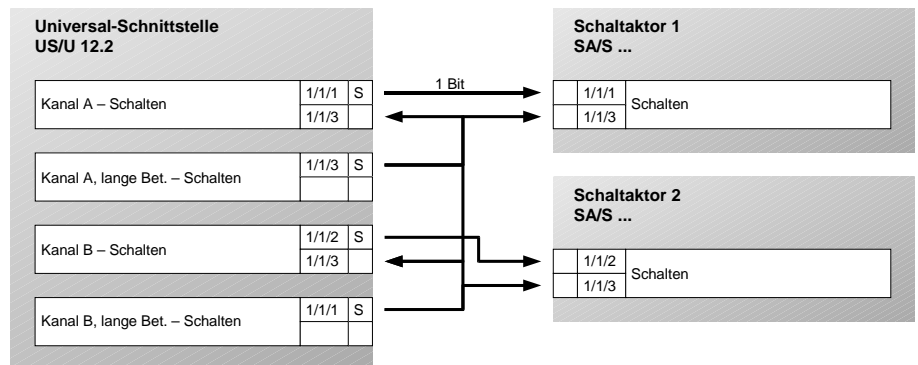 Universal-Schnittstelle
US/U 12.2
Kanal A – Schalten
1/1/1 S
1/1/3
Kanal A, lange Bet. – Schalten
1/1/3 S
Kanal B – Schalten
1/1/2 S
1/1/3
Kanal B, lange Bet. – Schalten
1/1/1 S
1 Bit
Schaltaktor 1
SA/S ...
1/1/1
1/1/3
Schalten
Schaltaktor 2
SA/S ...
1/1/2
1/1/3
Schalten